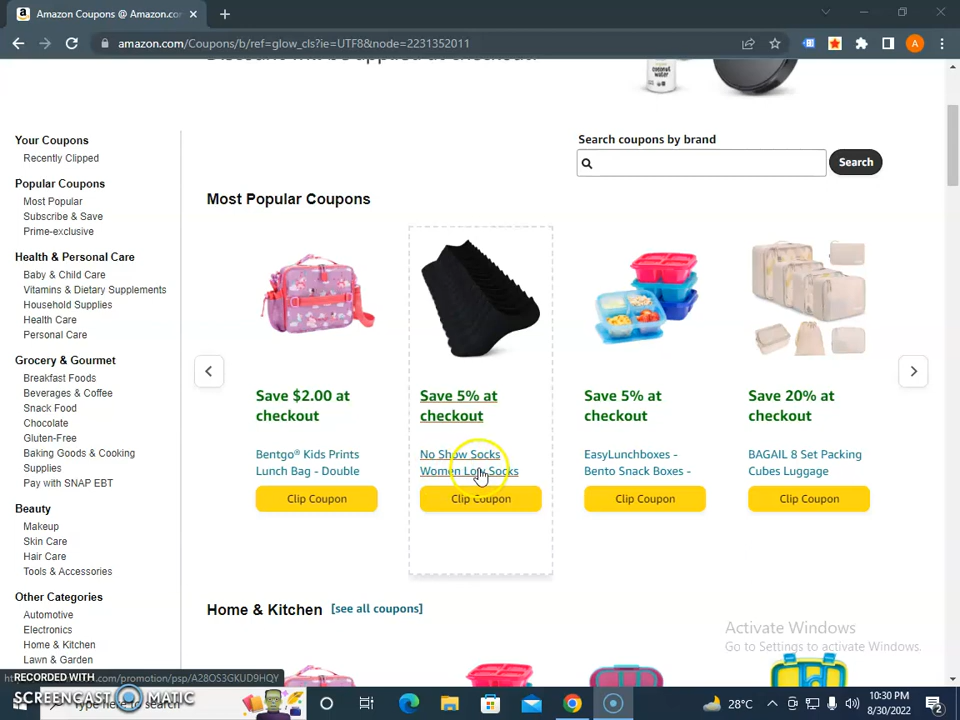 Amazon Coupons @ Amazon.com
amazon.com/Coupons/b/ref=glow_cls?ie=UTF8&node=2231352011
A
Discount will be applied at checkout.
coconut
water
Your Coupons
Recently Clipped
Popular Coupons
Most Popular
Subscribe & Save
Prime-exclusive
Health & Personal Care
Baby & Child Care
Vitamins & Dietary Supplements
Household Supplies
Health Care
Personal Care
Grocery & Gourmet
Breakfast Foods
Beverages & Coffee
Snack Food
Chocolate
Gluten-Free
Baking Goods & Cooking
Supplies
Pay with SNAP EBT
Beauty
Makeup
Skin Care
Hair Care
Tools & Accessories
Other Categories
Automotive
Electronics
Home & Kitchen
Lawn & Garden
Search coupons by brand
Search
Most Popular Coupons
Save $2.00 at
checkout
Bentgo® Kids Prints
Lunch Bag - Double
Clip Coupon
Save 5% at
checkout
No Show Socks
Women Low Socks
Clip Coupon
Save 5% at
checkout
EasyLunchboxes -
Bento Snack Boxes -
Clip Coupon
Save 20% at
checkout
BAGAIL 8 Set Packing
Cubes Luggage
Clip Coupon
Home & Kitchen [see all coupons]
Activate Windows
Go to Settings to activate Windows.
.com/promotion/psp/A28OS3GKUD9HQY
RECORDED WITH
SCREENCAST MATIC
Type here to search
28°C
10:30 PM
8/30/2022
2